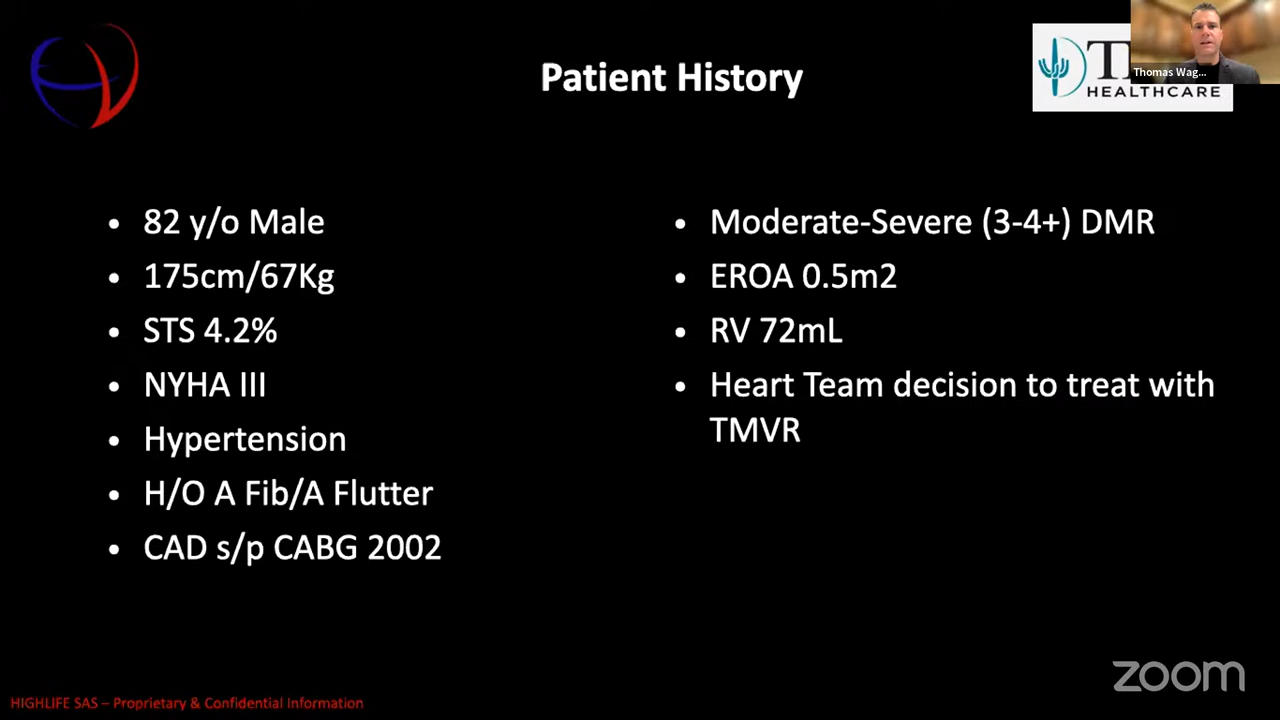 Patient History
Thomas Wag...
HEALTHCARE
• 82 y/o Male
• 175cm/67Kg
• STS 4.2%
• NYHA III
• Hypertension
• H/O A Fib/A Flutter
• CAD s/p CABG 2002
• Moderate-Severe (3-4+) DMR
• EROA 0.5m2
• RV 72mL
• Heart Team decision to treat with
TMVR
HIGHLIFE SAS – Proprietary & Confidential Information
zoom